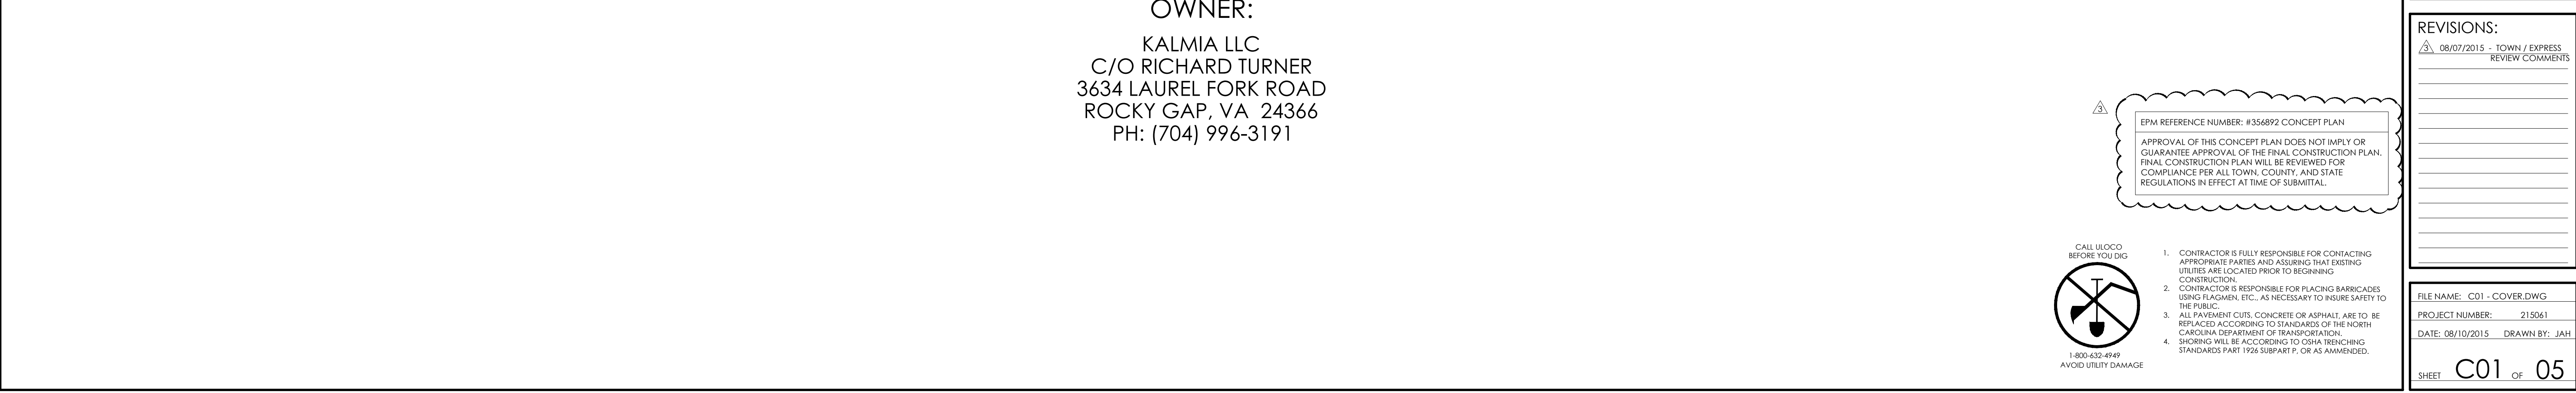 OWNER:
KALMIA LLC
C/O RICHARD TURNER
3634 LAUREL FORK ROAD
ROCKY GAP, VA  24366
PH: (704) 996-3191
3
EPM REFERENCE NUMBER: #356892 CONCEPT PLAN
APPROVAL OF THIS CONCEPT PLAN DOES NOT IMPLY OR
GUARANTEE APPROVAL OF THE FINAL CONSTRUCTION PLAN.
FINAL CONSTRUCTION PLAN WILL BE REVIEWED FOR
COMPLIANCE PER ALL TOWN, COUNTY, AND STATE
REGULATIONS IN EFFECT AT TIME OF SUBMITTAL.
CALL ULOCO
BEFORE YOU DIG
1-800-632-4949
AVOID UTILITY DAMAGE
1. CONTRACTOR IS FULLY RESPONSIBLE FOR CONTACTING
APPROPRIATE PARTIES AND ASSURING THAT EXISTING
UTILITIES ARE LOCATED PRIOR TO BEGINNING
CONSTRUCTION.
2. CONTRACTOR IS RESPONSIBLE FOR PLACING BARRICADES
USING FLAGMEN, ETC., AS NECESSARY TO INSURE SAFETY TO
THE PUBLIC.
3. ALL PAVEMENT CUTS, CONCRETE OR ASPHALT, ARE TO BE
REPLACED ACCORDING TO STANDARDS OF THE NORTH
CAROLINA DEPARTMENT OF TRANSPORTATION.
4. SHORING WILL BE ACCORDING TO OSHA TRENCHING
STANDARDS PART 1926 SUBPART P, OR AS AMMENDED.
REVISIONS:
3 08/07/2015 - TOWN / EXPRESS
REVIEW COMMENTS
FILE NAME: C01 - COVER.DWG
PROJECT NUMBER: 215061
DATE: 08/10/2015 DRAWN BY: JAH
SHEET C01 OF 05